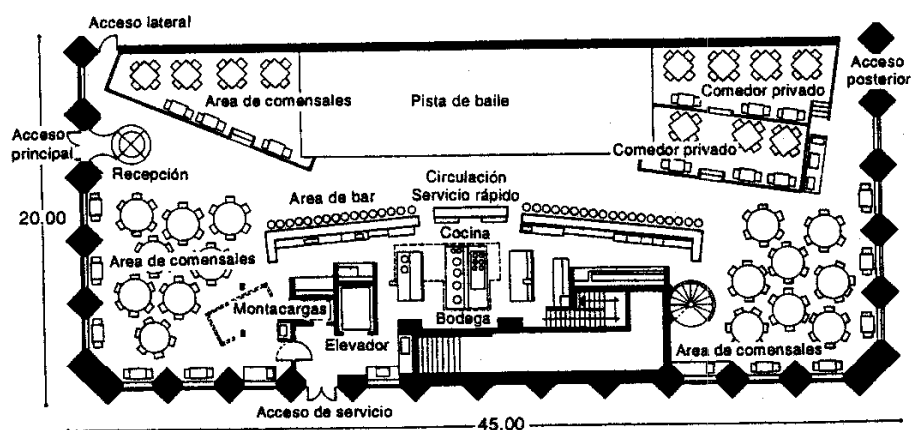 Acceso lateral
Acceso
posterior
Area de comensales
Pista de baile
Comedor privado
Acceso
principal
Comedor privado
Recepción
Circulación
Servicio rápido
Area de bar
20.00
Cocina
Area de comensales
Montacargas
Bodega
Elevador
Area de comensales
Acceso de servicio
45.00